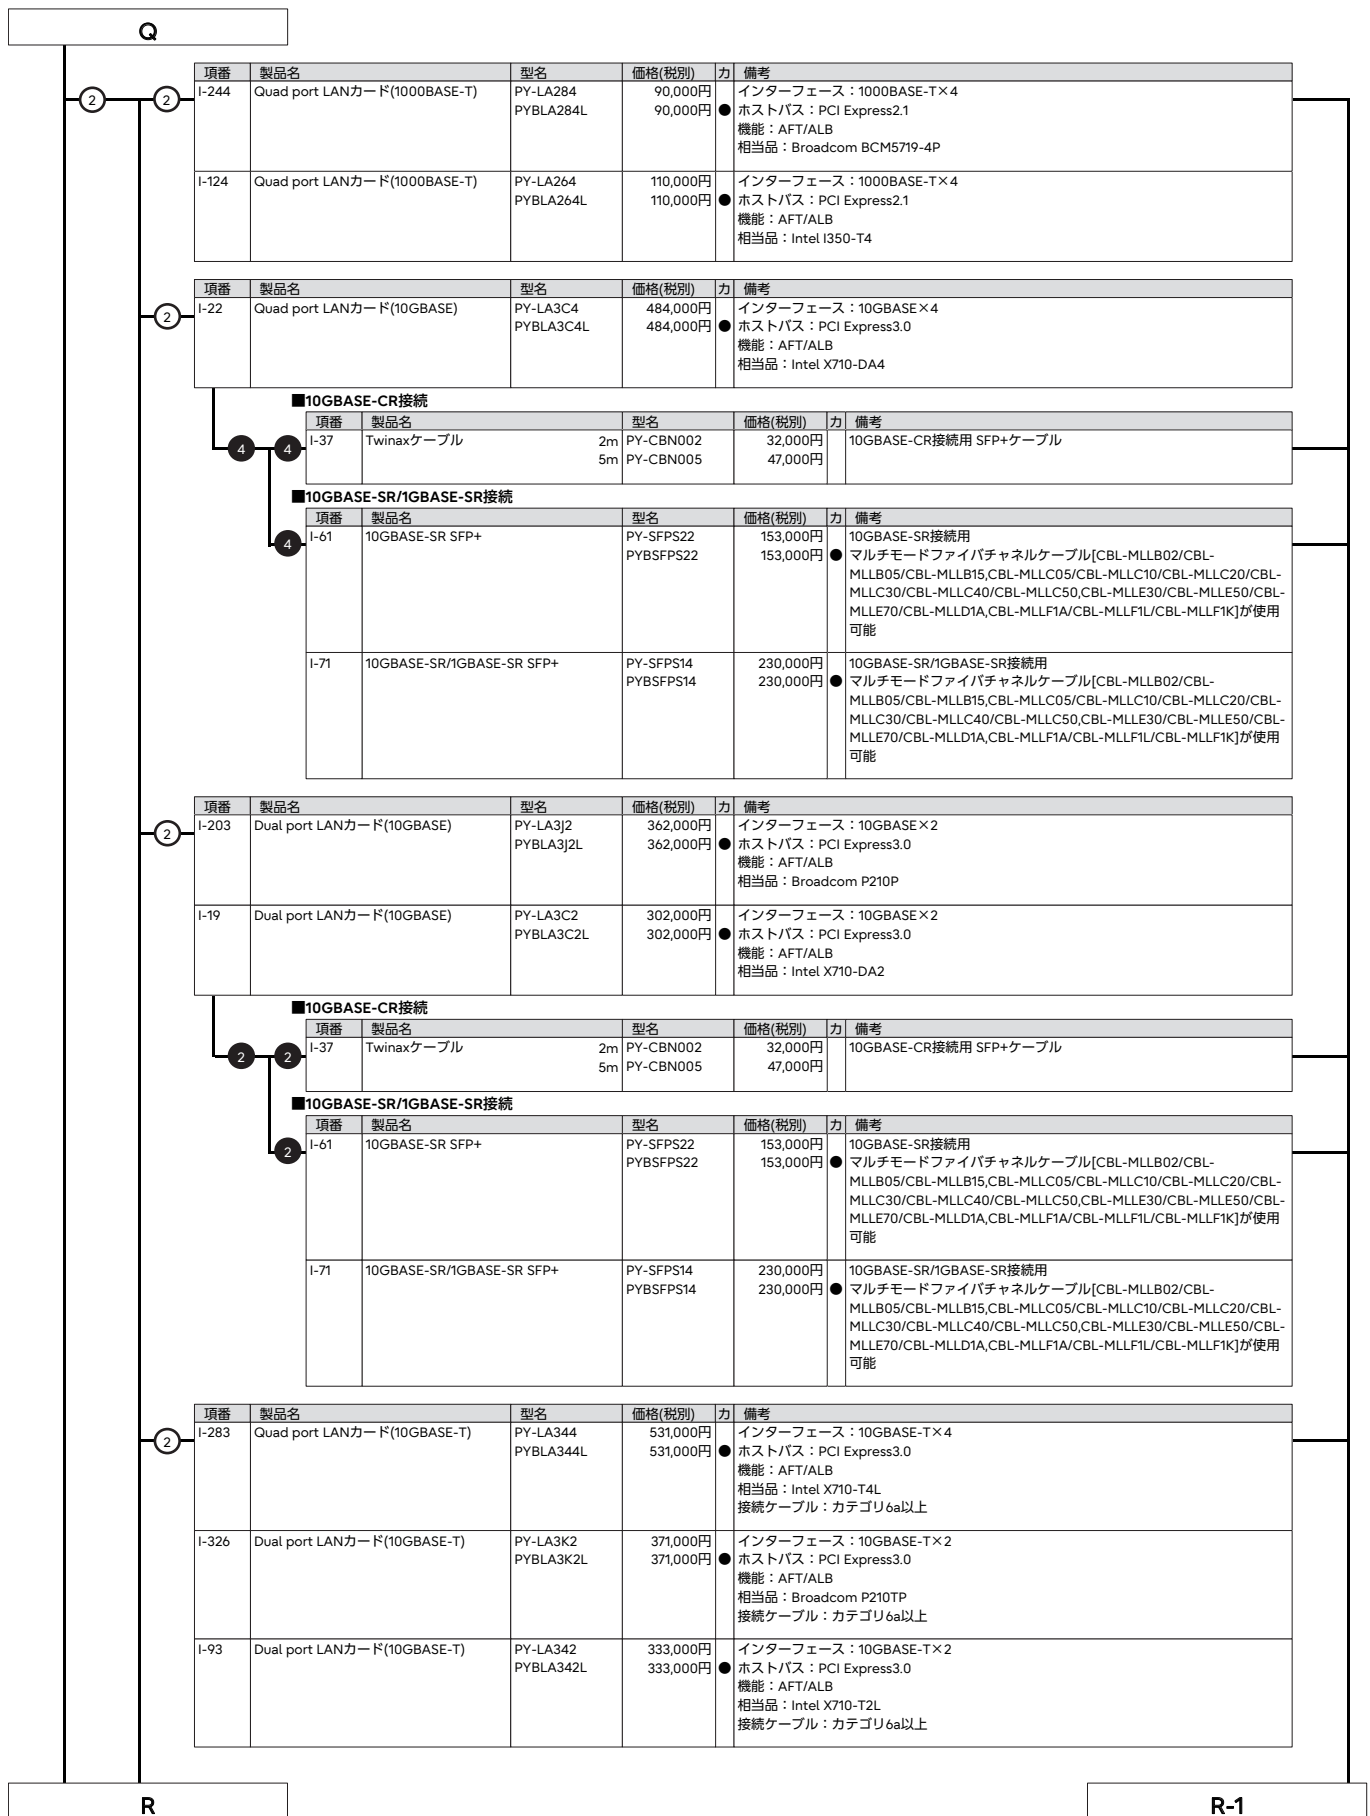 Q
項番 製品名 型名 価格(税別) カ 備考
2 2 I-244 Quad port LANカード(1000BASE-T) PY-LA284 90,000円 インターフェース：1000BASE-T×4
PYBLA284L 90,000円 ● ホストバス：PCI Express2.1
機能：AFT/ALB
相当品：Broadcom BCM5719-4P
I-124 Quad port LANカード(1000BASE-T) PY-LA264 110,000円 インターフェース：1000BASE-T×4
PYBLA264L 110,000円 ● ホストバス：PCI Express2.1
機能：AFT/ALB
相当品：Intel I350-T4
項番 製品名 型名 価格(税別) カ 備考
2 I-22 Quad port LANカード(10GBASE) PY-LA3C4 484,000円 インターフェース：10GBASE×4
PYBLA3C4L 484,000円 ● ホストバス：PCI Express3.0
機能：AFT/ALB
相当品：Intel X710-DA4
■10GBASE-CR接続
項番 製品名 型名 価格(税別) カ 備考
4 4 I-37 Twinaxケーブル 2m PY-CBN002 32,000円 10GBASE-CR接続用 SFP+ケーブル
5m PY-CBN005 47,000円
■10GBASE-SR/1GBASE-SR接続
項番 製品名 型名 価格(税別) カ 備考
4 I-61 10GBASE-SR SFP+ PY-SFPS22 153,000円 10GBASE-SR接続用
PYBSFPS22 153,000円 ● マルチモードファイバチャネルケーブル[CBL-MLLB02/CBL-
MLLB05/CBL-MLLB15,CBL-MLLC05/CBL-MLLC10/CBL-MLLC20/CBL-
MLLC30/CBL-MLLC40/CBL-MLLC50,CBL-MLLE30/CBL-MLLE50/CBL-
MLLE70/CBL-MLLD1A,CBL-MLLF1A/CBL-MLLF1L/CBL-MLLF1K]が使用
可能
I-71 10GBASE-SR/1GBASE-SR SFP+ PY-SFPS14 230,000円 10GBASE-SR/1GBASE-SR接続用
PYBSFPS14 230,000円 ● マルチモードファイバチャネルケーブル[CBL-MLLB02/CBL-
MLLB05/CBL-MLLB15,CBL-MLLC05/CBL-MLLC10/CBL-MLLC20/CBL-
MLLC30/CBL-MLLC40/CBL-MLLC50,CBL-MLLE30/CBL-MLLE50/CBL-
MLLE70/CBL-MLLD1A,CBL-MLLF1A/CBL-MLLF1L/CBL-MLLF1K]が使用
可能
項番 製品名 型名 価格(税別) カ 備考
2 I-203 Dual port LANカード(10GBASE) PY-LA3J2 362,000円 インターフェース：10GBASE×2
PYBLA3J2L 362,000円 ● ホストバス：PCI Express3.0
機能：AFT/ALB
相当品：Broadcom P210P
I-19 Dual port LANカード(10GBASE) PY-LA3C2 302,000円 インターフェース：10GBASE×2
PYBLA3C2L 302,000円 ● ホストバス：PCI Express3.0
機能：AFT/ALB
相当品：Intel X710-DA2
■10GBASE-CR接続
項番 製品名 型名 価格(税別) カ 備考
2 2 I-37 Twinaxケーブル 2m PY-CBN002 32,000円 10GBASE-CR接続用 SFP+ケーブル
5m PY-CBN005 47,000円
■10GBASE-SR/1GBASE-SR接続
項番 製品名 型名 価格(税別) カ 備考
2 I-61 10GBASE-SR SFP+ PY-SFPS22 153,000円 10GBASE-SR接続用
PYBSFPS22 153,000円 ● マルチモードファイバチャネルケーブル[CBL-MLLB02/CBL-
MLLB05/CBL-MLLB15,CBL-MLLC05/CBL-MLLC10/CBL-MLLC20/CBL-
MLLC30/CBL-MLLC40/CBL-MLLC50,CBL-MLLE30/CBL-MLLE50/CBL-
MLLE70/CBL-MLLD1A,CBL-MLLF1A/CBL-MLLF1L/CBL-MLLF1K]が使用
可能
I-71 10GBASE-SR/1GBASE-SR SFP+ PY-SFPS14 230,000円 10GBASE-SR/1GBASE-SR接続用
PYBSFPS14 230,000円 ● マルチモードファイバチャネルケーブル[CBL-MLLB02/CBL-
MLLB05/CBL-MLLB15,CBL-MLLC05/CBL-MLLC10/CBL-MLLC20/CBL-
MLLC30/CBL-MLLC40/CBL-MLLC50,CBL-MLLE30/CBL-MLLE50/CBL-
MLLE70/CBL-MLLD1A,CBL-MLLF1A/CBL-MLLF1L/CBL-MLLF1K]が使用
可能
項番 製品名 型名 価格(税別) カ 備考
2 I-283 Quad port LANカード(10GBASE-T) PY-LA344 531,000円 インターフェース：10GBASE-T×4
PYBLA344L 531,000円 ● ホストバス：PCI Express3.0
機能：AFT/ALB
相当品：Intel X710-T4L
接続ケーブル：カテゴリ6a以上
I-326 Dual port LANカード(10GBASE-T) PY-LA3K2 371,000円 インターフェース：10GBASE-T×2
PYBLA3K2L 371,000円 ● ホストバス：PCI Express3.0
機能：AFT/ALB
相当品：Broadcom P210TP
接続ケーブル：カテゴリ6a以上
I-93 Dual port LANカード(10GBASE-T) PY-LA342 333,000円 インターフェース：10GBASE-T×2
PYBLA342L 333,000円 ● ホストバス：PCI Express3.0
機能：AFT/ALB
相当品：Intel X710-T2L
接続ケーブル：カテゴリ6a以上
R R-1